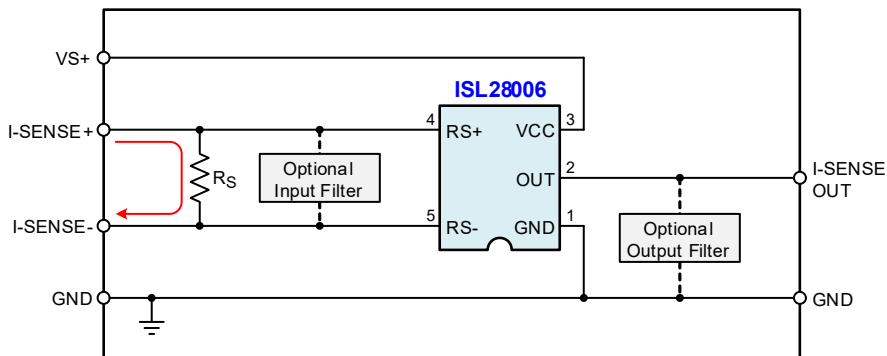 VS+
ISL28006
I-SENSE+
4
RS+
VCC
3
RS
Optional
Input Filter
OUT
2
I-SENSE
OUT
I-SENSE-
5
RS-
GND
1
Optional
Output Filter
GND
GND